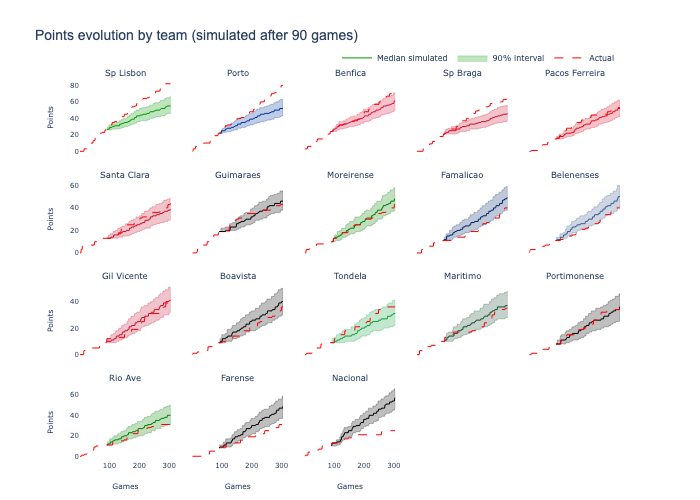 Points evolution by team (simulated after 90 games)
Median simulated 90% interval Actual
Sp Lisbon Porto Benfica Sp Braga Pacos Ferreira
80
60
40
20
0
Points
Santa Clara Guimaraes Moreirense Famalicao Belenenses
60
40
20
0
Points
Gil Vicente Boavista Tondela Maritimo Portimonense
40
20
0
Points
Rio Ave Farense Nacional
60
40
20
0
Points
100 200 300 100 200 300 100 200 300
Games Games Games